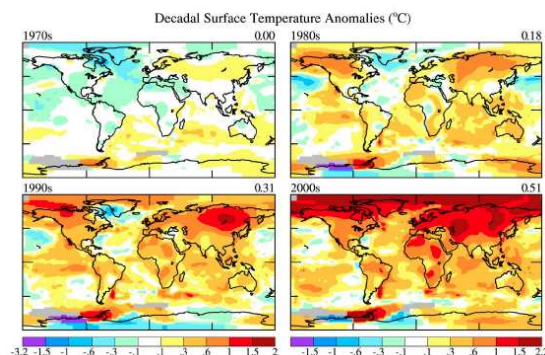 Decadal Surface Temperature Anomalies (°C)
1970s 0.00
1980s 0.18
1990s 0.31
2000s 0.51
-3.2 -1.5 -1 -.6 -.3 -.1 .1 .3 .6 1 1.5 2
-1.5 -1 -.6 -.3 -.1 .1 .3 .6 1 1.5